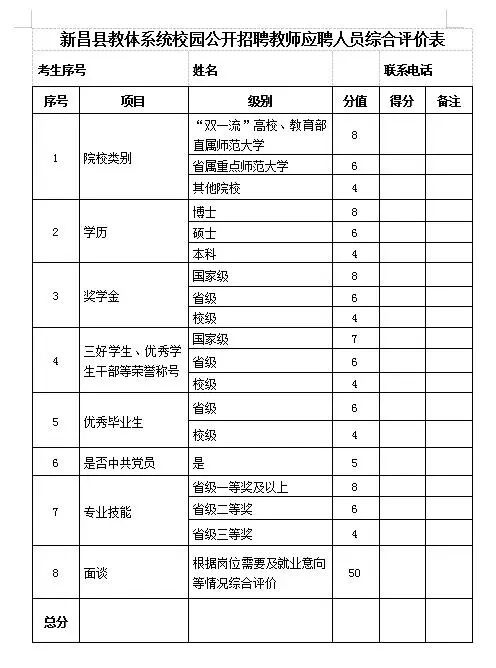 新昌县教体系统校园公开招聘教师应聘人员综合评价表
考生序号 姓名 联系电话
序号 项目 级别 分值 得分 备注
1 院校类别 “双一流”高校、教育部
直属师范大学 8
省属重点师范大学 6
其他院校 4
2 学历 博士 8
硕士 6
本科 4
3 奖学金 国家级 8
省级 6
校级 4
4 三好学生、优秀学
生干部等荣誉称号 国家级 7
省级 6
校级 4
5 优秀毕业生 省级 6
校级 4
6 是否中共党员 是 5
7 专业技能 省级一等奖及以上 8
省级二等奖 6
省级三等奖 4
8 面谈 根据岗位需要及就业意向
等情况综合评价 50
总分